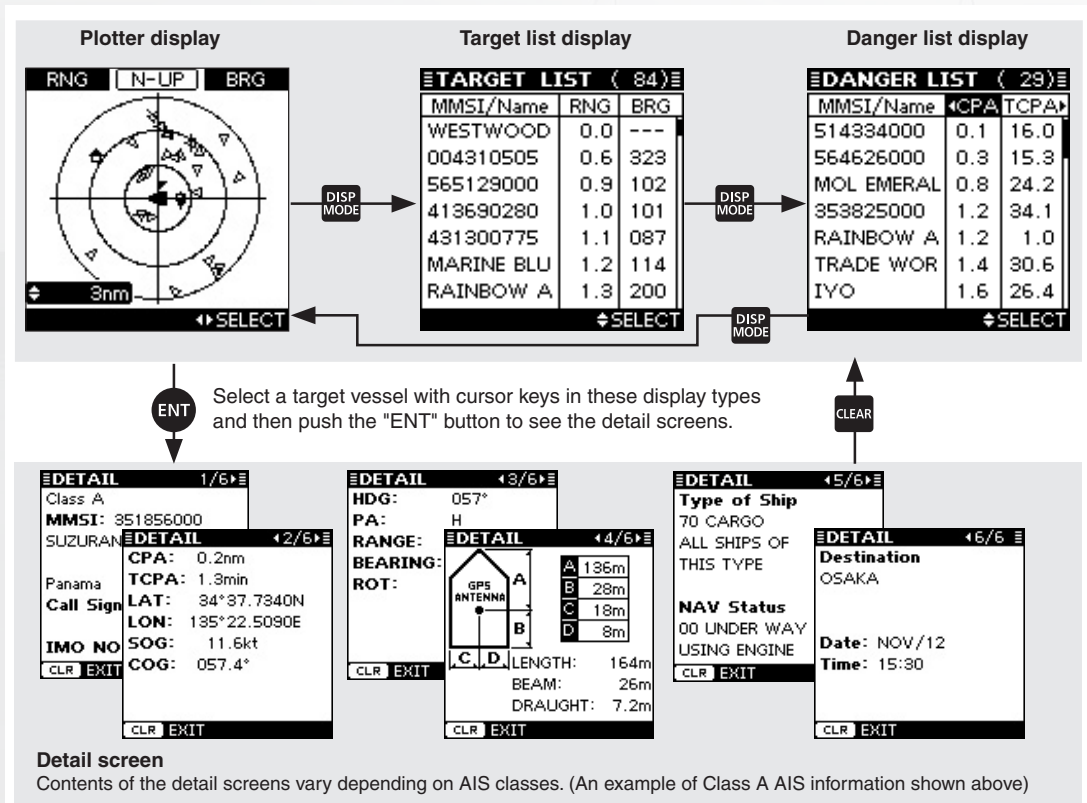 Plotter display
RNG N-UP BRG
3nm
SELECT
DISP
MODE
Target list display
TARGET LIST ( 84)
MMSI/Name RNG BRG
WESTWOOD 0.0 ---
004310505 0.6 323
565129000 0.9 102
413690280 1.0 101
431300775 1.1 087
MARINE BLU 1.2 114
RAINBOW A 1.3 200
SELECT
DISP
MODE
Danger list display
DANGER LIST ( 29)
MMSI/Name CPA TCPA
514334000 0.1 16.0
564626000 0.3 15.3
MOL EMERAL 0.8 24.2
353825000 1.2 34.1
RAINBOW A 1.2 1.0
TRADE WOR 1.4 30.6
IYO 1.6 26.4
SELECT
DISP
MODE
ENT
Select a target vessel with cursor keys in these display types
and then push the "ENT" button to see the detail screens.
CLEAR
DETAIL 1/6
Class A
MMSI: 351856000
SUZURAN
Panama
Call Sign
IMO NO
CLR EXIT
DETAIL 2/6
CPA: 0.2nm
TCPA: 1.3min
LAT: 34°37.7340N
LON: 135°22.5090E
SOG: 11.6kt
COG: 057.4°
CLR EXIT
DETAIL 3/6
HDG: 057°
PA: H
RANGE:
BEARING:
ROT:
CLR EXIT
DETAIL 4/6
GPS
ANTENNA
A
B
C D
A 136m
B 28m
C 18m
D 8m
LENGTH: 164m
BEAM: 26m
DRAUGHT: 7.2m
CLR EXIT
DETAIL 5/6
Type of Ship
70 CARGO
ALL SHIPS OF
THIS TYPE
NAV Status
00 UNDER WAY
USING ENGINE
CLR EXIT
DETAIL 6/6
Destination
OSAKA
Date: NOV/12
Time: 15:30
CLR EXIT
Detail screen
Contents of the detail screens vary depending on AIS classes. (An example of Class A AIS information shown above)